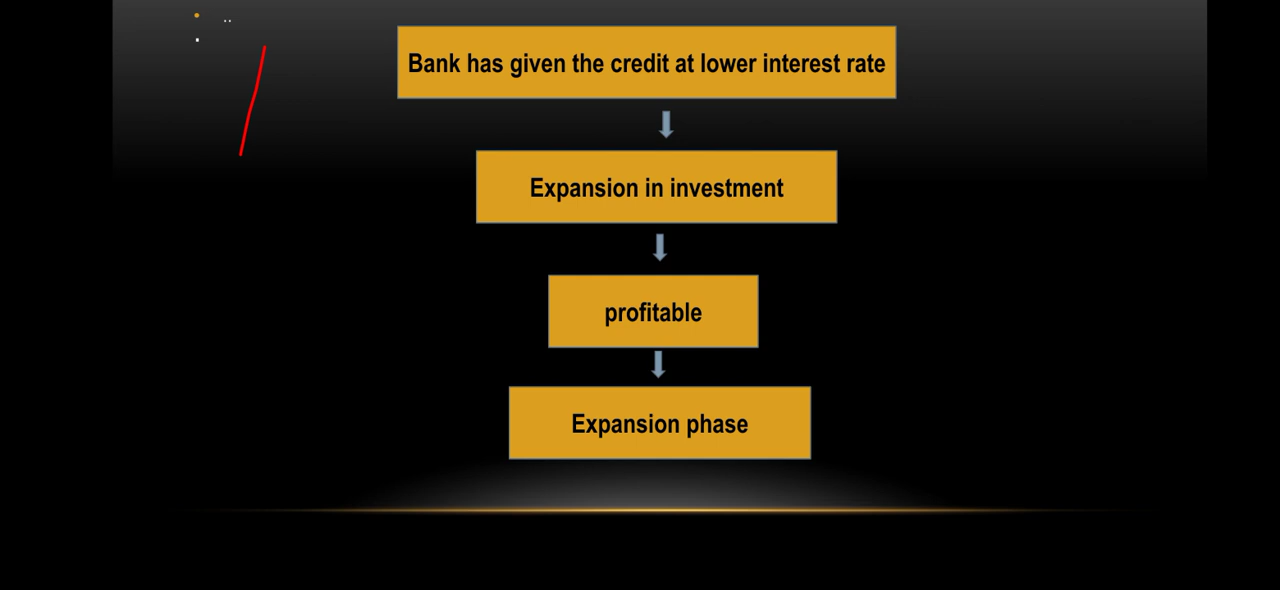 ..
Bank has given the credit at lower interest rate
Expansion in investment
profitable
Expansion phase